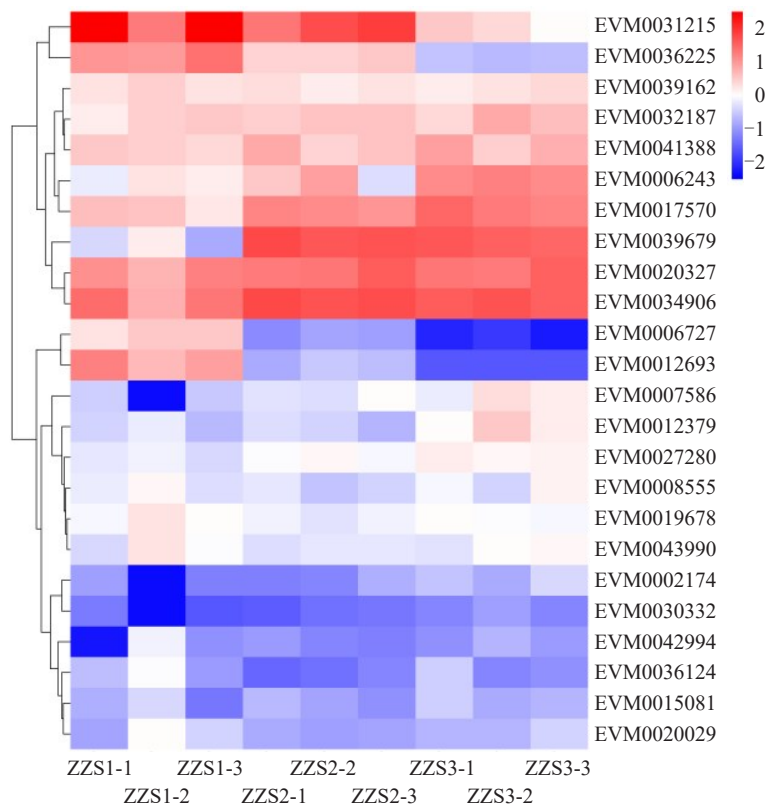 EVM0031215
EVM0036225
EVM0039162
EVM0032187
EVM0041388
EVM0006243
EVM0017570
EVM0039679
EVM0020327
EVM0034906
EVM0006727
EVM0012693
EVM0007586
EVM0012379
EVM0027280
EVM0008555
EVM0019678
EVM0043990
EVM0002174
EVM0030332
EVM0042994
EVM0036124
EVM0015081
EVM0020029
2
1
0
−1
−2
ZZS1-1 ZZS1-3 ZZS2-2 ZZS3-1 ZZS3-3
ZZS1-2 ZZS2-1 ZZS2-3 ZZS3-2